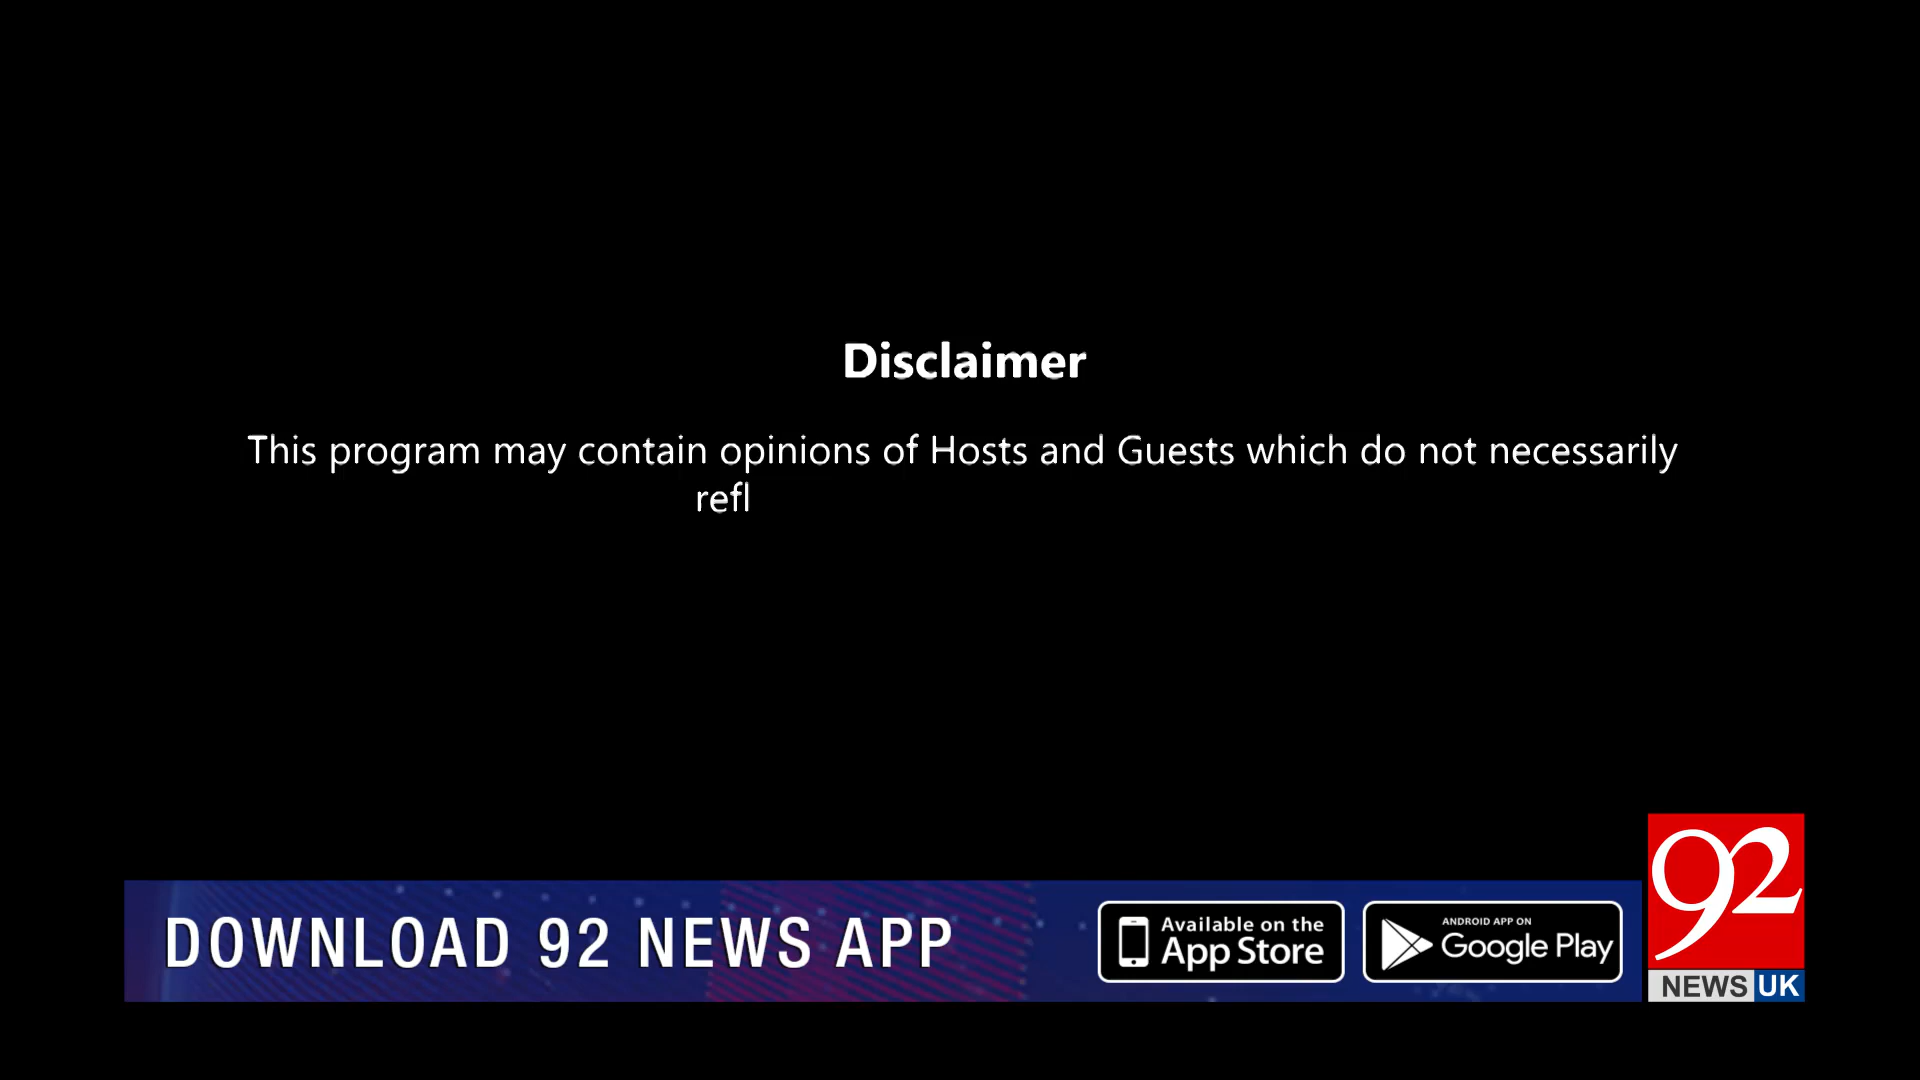 Disclaimer
This program may contain opinions of Hosts and Guests which do not necessarily
refl
DOWNLOAD 92 NEWS APP
Available on the
App Store
ANDROID APP ON
Google Play
92
NEWS UK